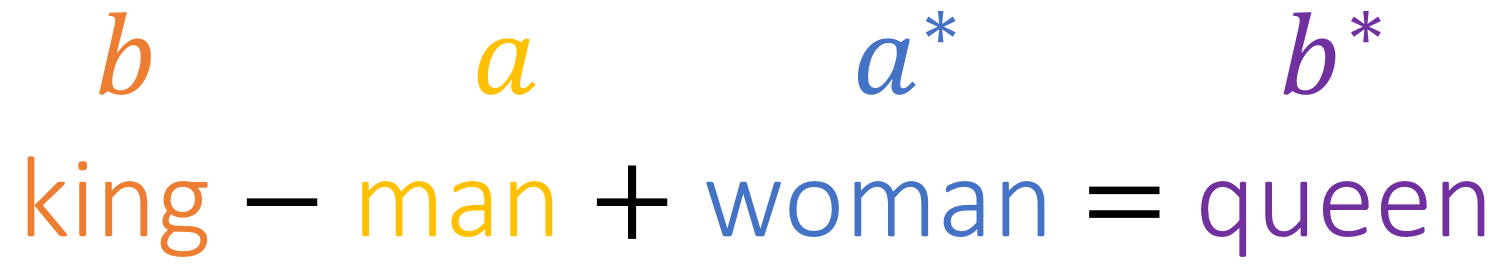 b a a* b*
king − man + woman = queen